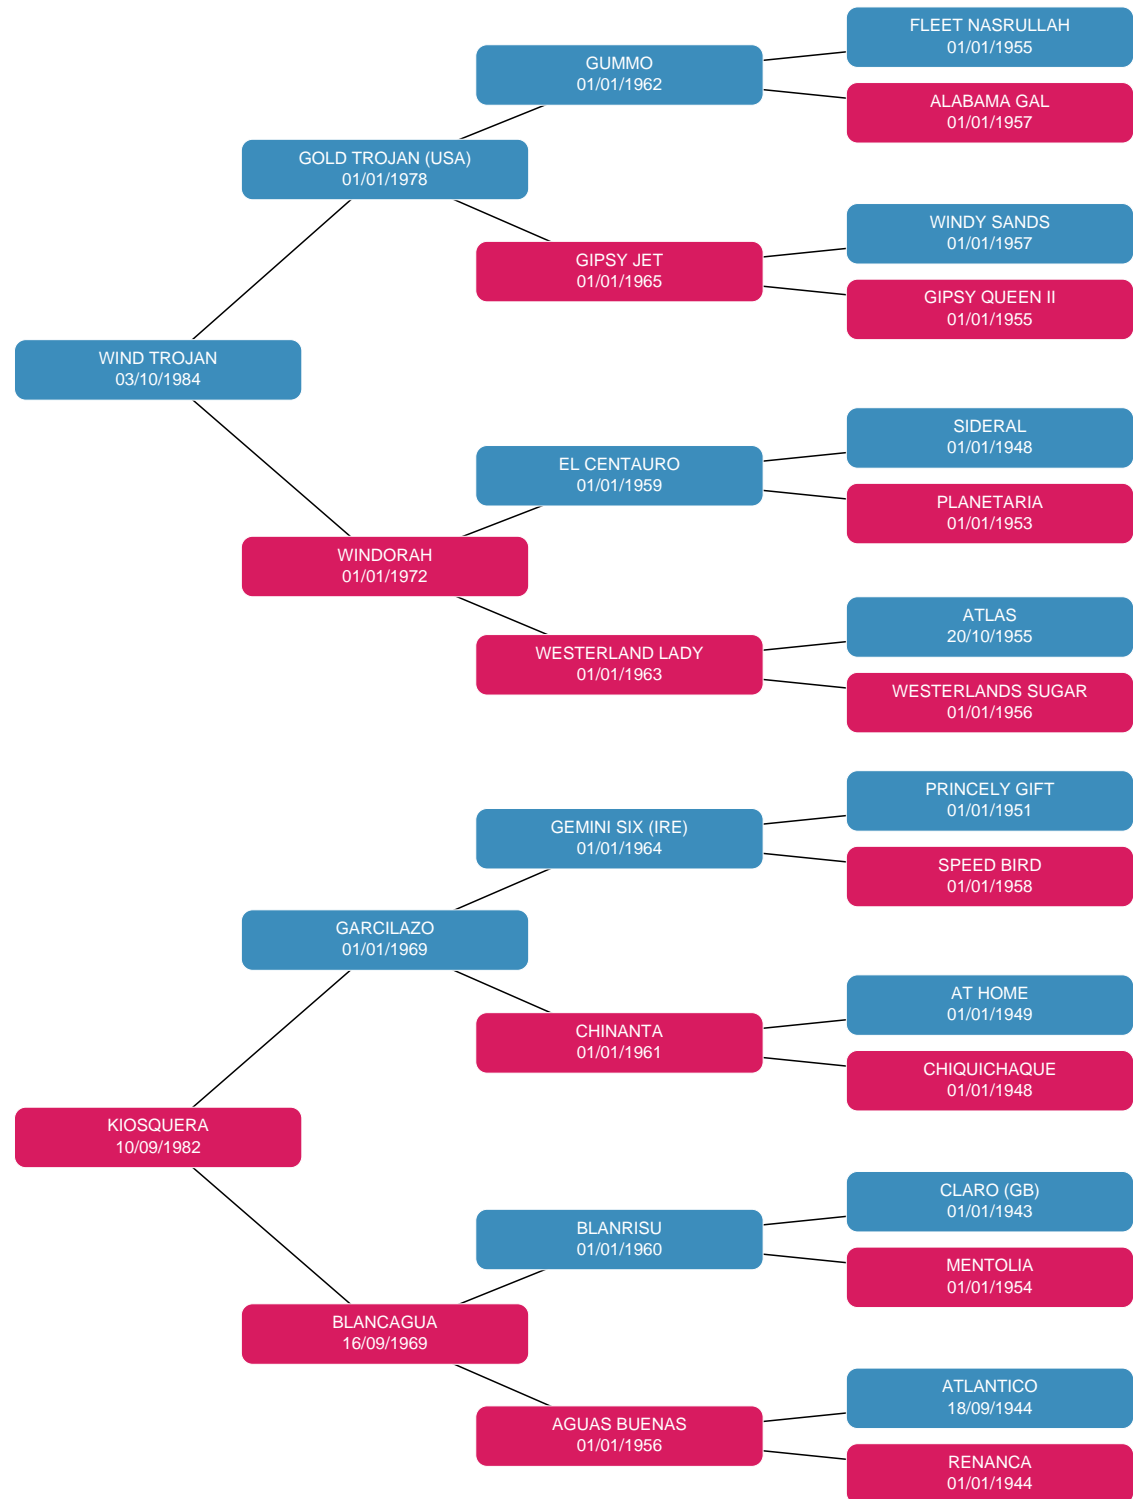 FLEET NASRULLAH
01/01/1955
GUMMO
01/01/1962
ALABAMA GAL
01/01/1957
GOLD TROJAN (USA)
01/01/1978
WINDY SANDS
01/01/1957
GIPSY JET
01/01/1965
GIPSY QUEEN II
01/01/1955
WIND TROJAN
03/10/1984
SIDERAL
01/01/1948
EL CENTAURO
01/01/1959
PLANETARIA
01/01/1953
WINDORAH
01/01/1972
ATLAS
20/10/1955
WESTERLAND LADY
01/01/1963
WESTERLANDS SUGAR
01/01/1956
PRINCELY GIFT
01/01/1951
GEMINI SIX (IRE)
01/01/1964
SPEED BIRD
01/01/1958
GARCILAZO
01/01/1969
AT HOME
01/01/1949
CHINANTA
01/01/1961
CHIQUICHAQUE
01/01/1948
KIOSQUERA
10/09/1982
CLARO (GB)
01/01/1943
BLANRISU
01/01/1960
MENTOLIA
01/01/1954
BLANCAGUA
16/09/1969
ATLANTICO
18/09/1944
AGUAS BUENAS
01/01/1956
RENANCA
01/01/1944